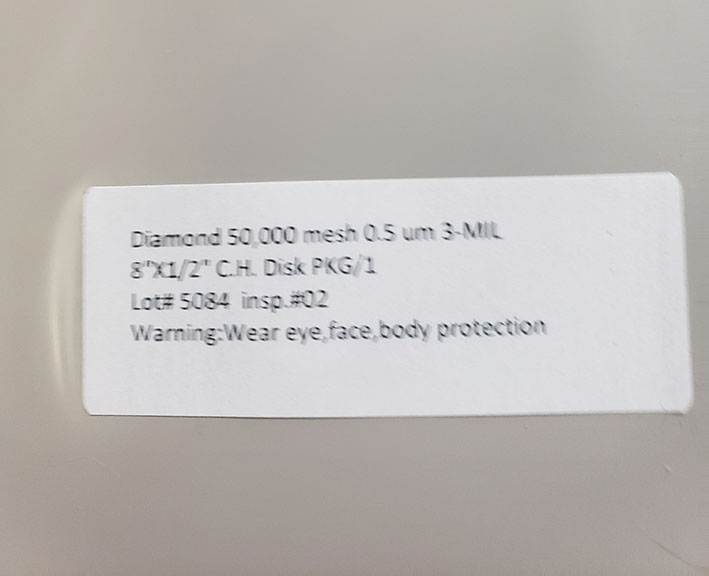 Diamond 50,000 mesh 0.5 um 3-MIL
8"X1/2" C.H. Disk PKG/1
Lot# 5084 insp.#02
Warning:Wear eye,face,body protection